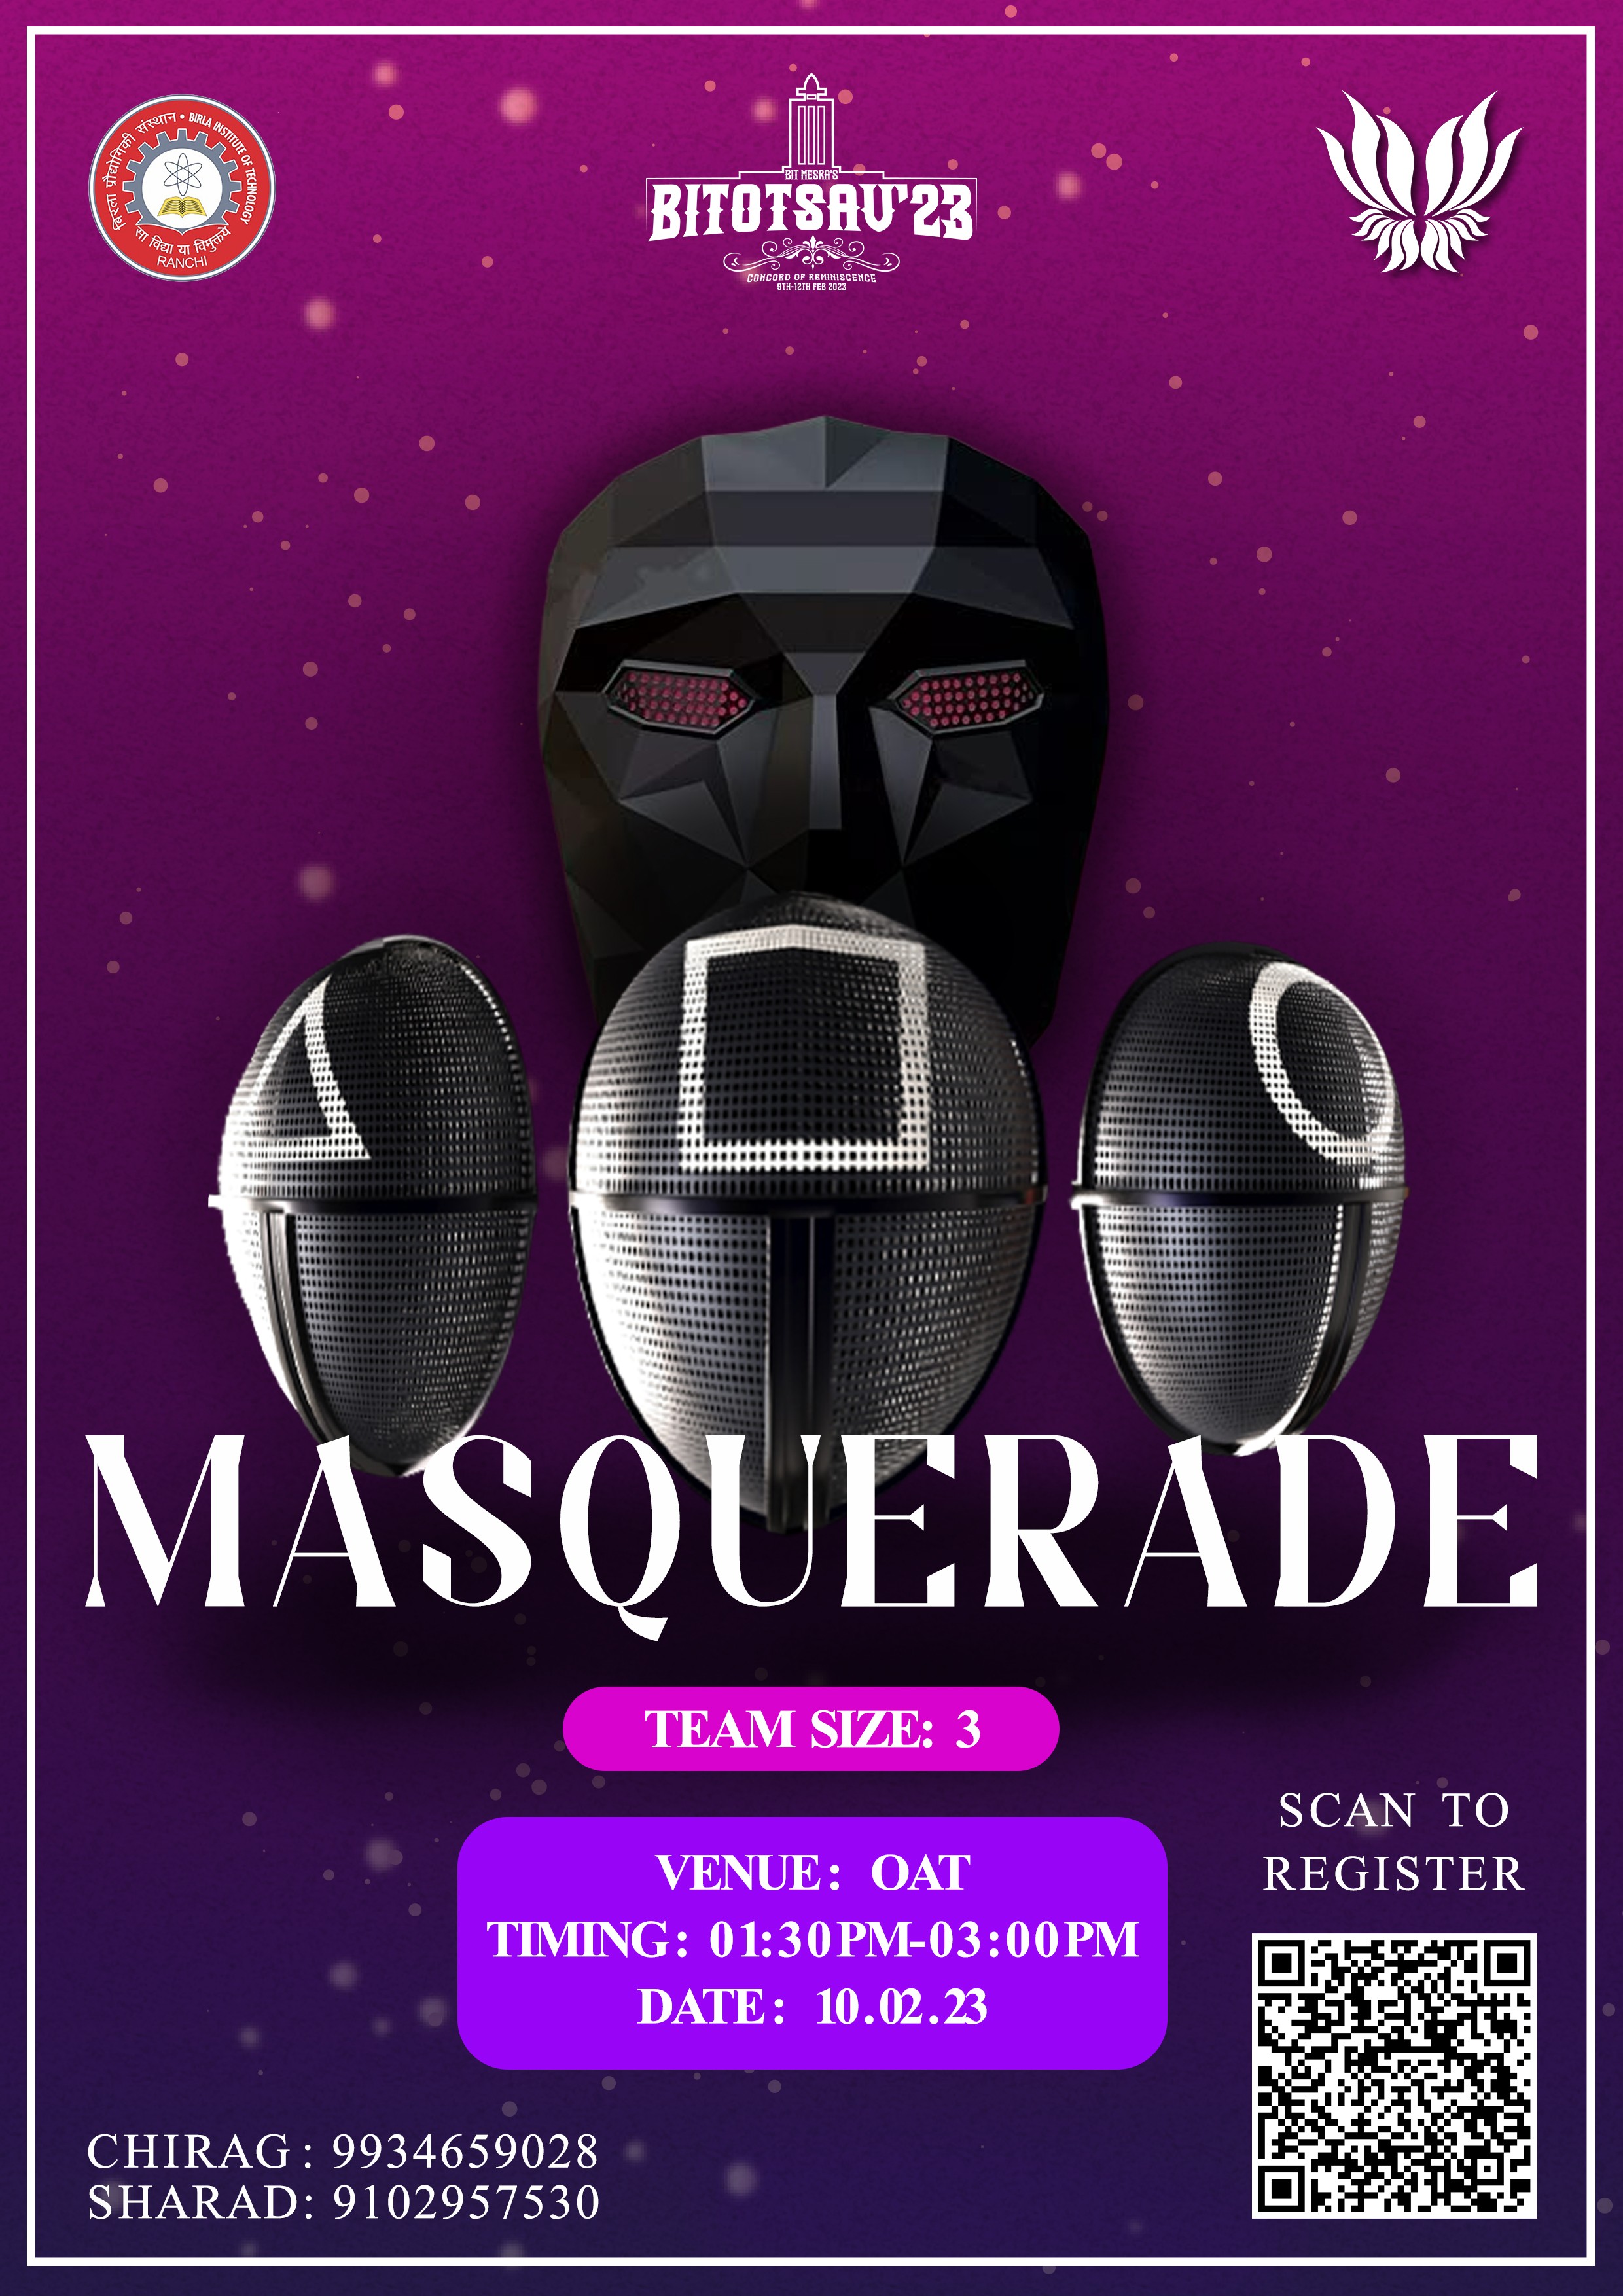 बिरला प्रौद्योगिकी संस्थान • BIRLA INSTITUTE OF TECHNOLOGY
सा विद्या या विमुक्तये
RANCHI
BIT MESRA'S
BITOTSAV'23
CONCORD OF REMINISCENCE
9TH-12TH FEB 2023
MASQUERADE
TEAM SIZE: 3
VENUE: OAT
TIMING: 01:30PM-03:00PM
DATE: 10.02.23
SCAN TO
REGISTER
CHIRAG: 9934659028
SHARAD: 9102957530